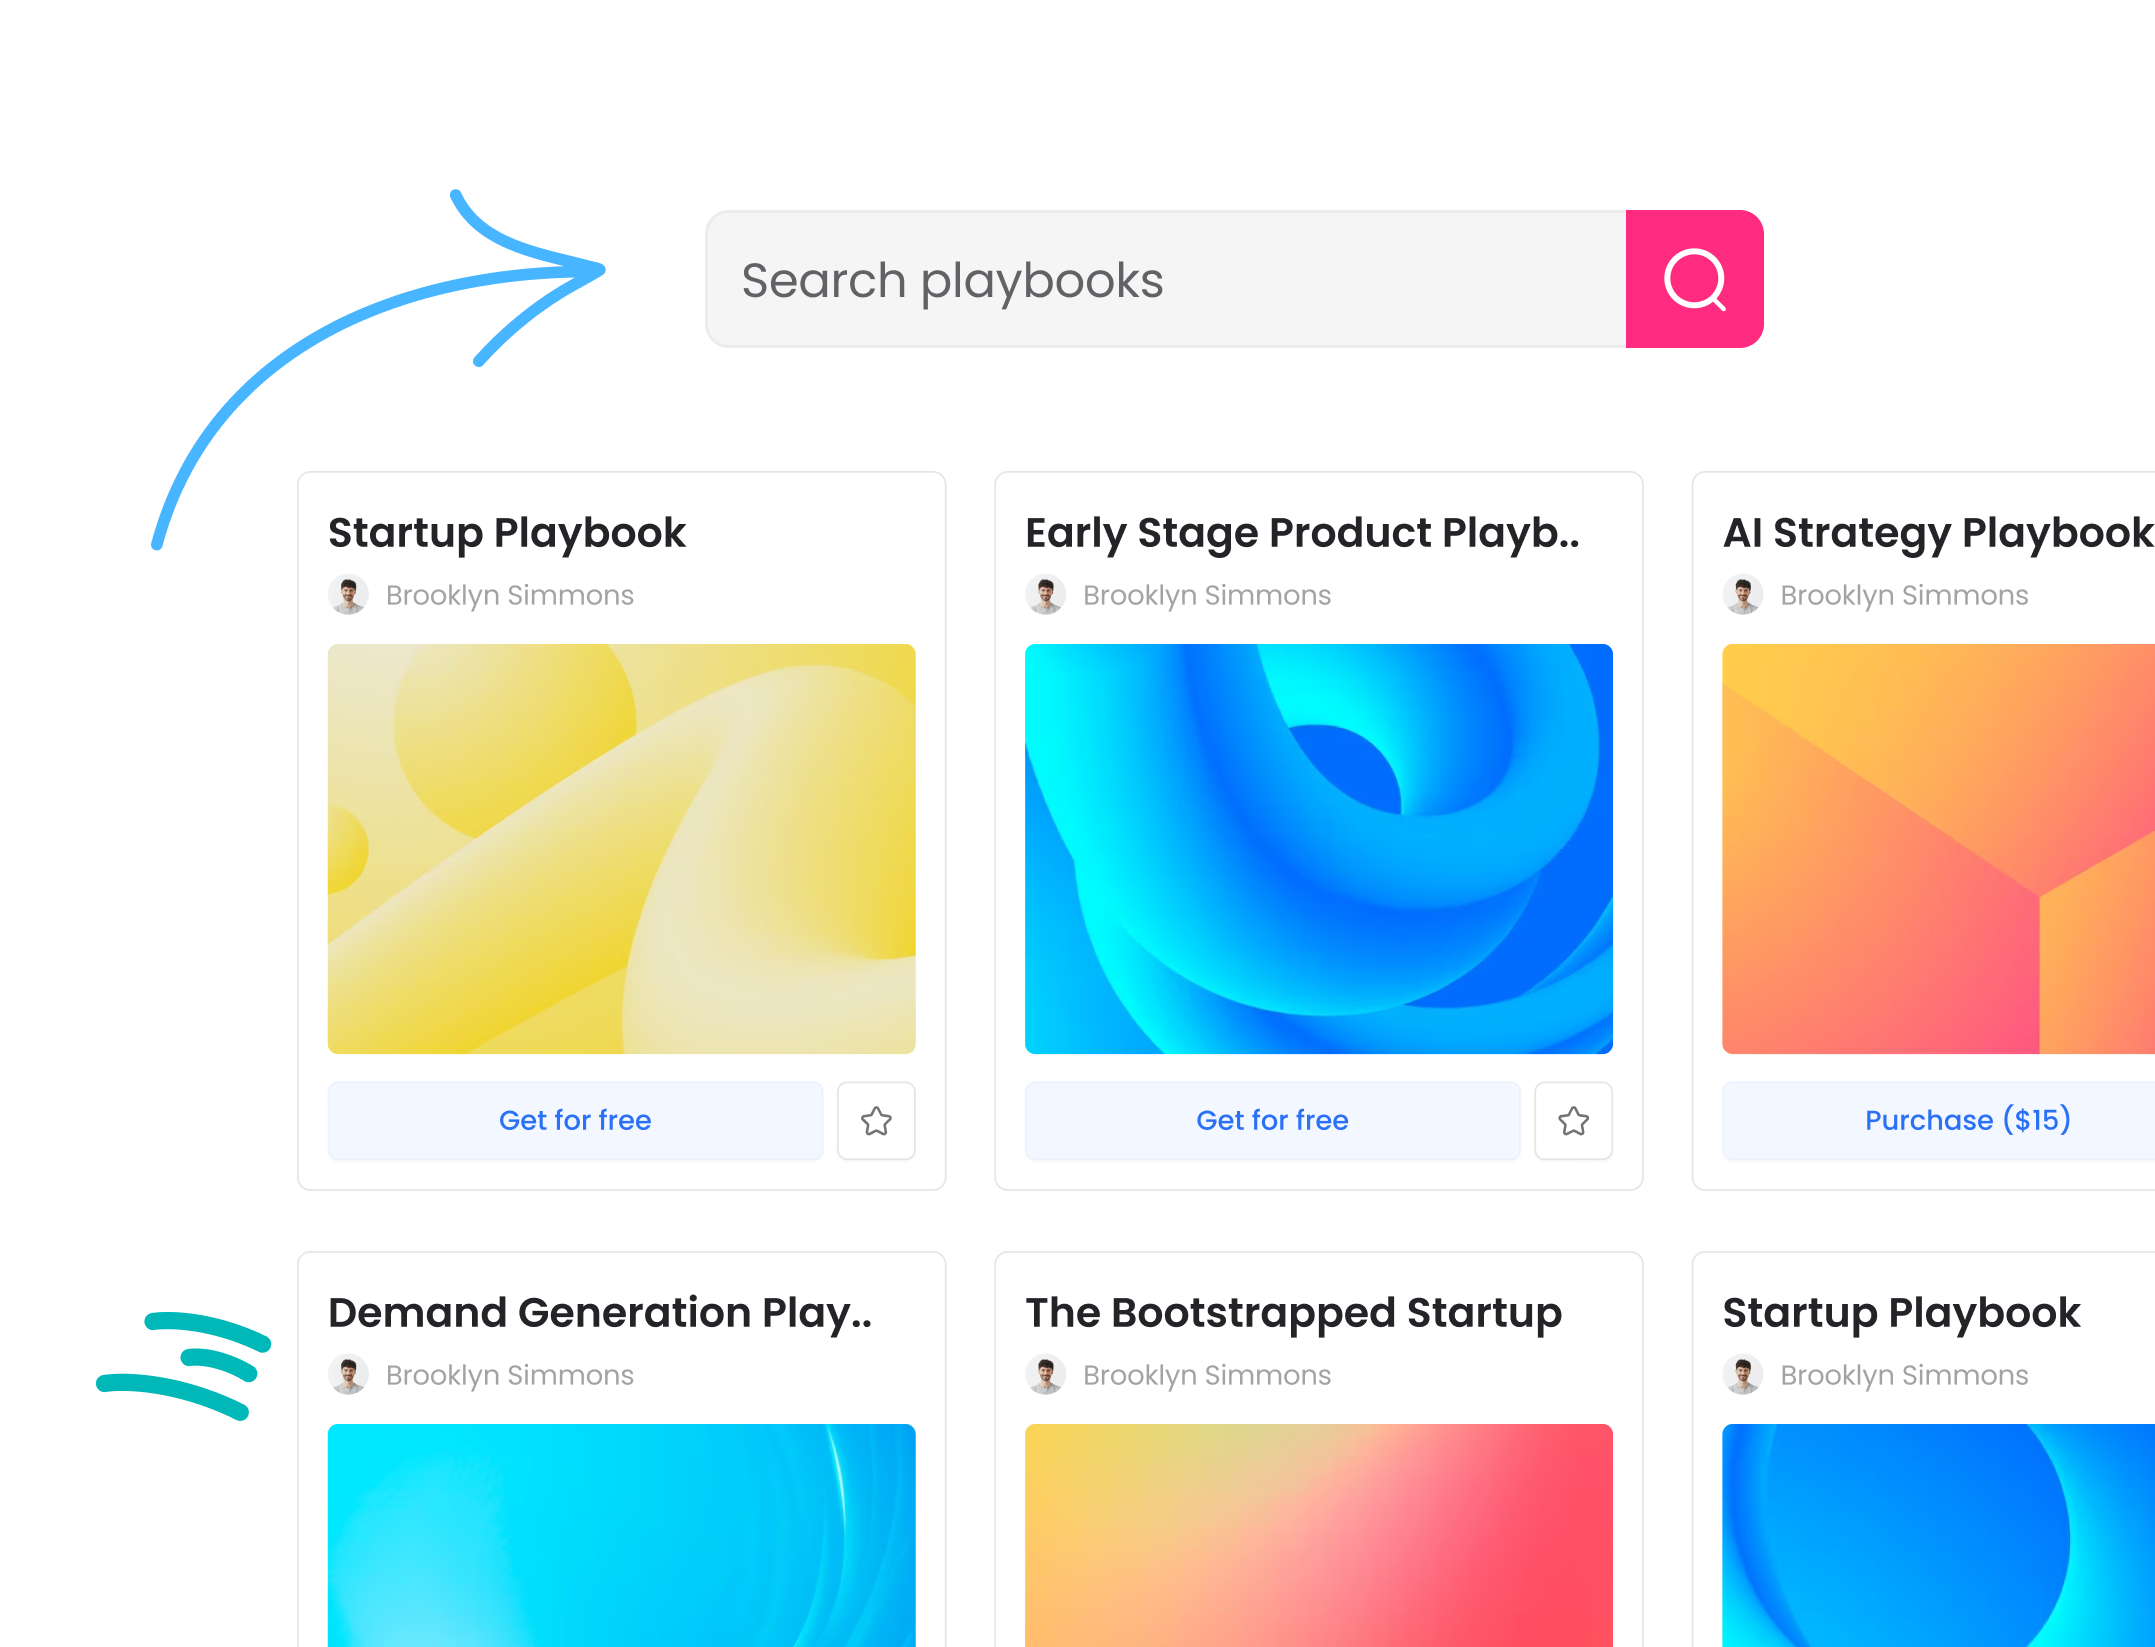 Search playbooks
Startup Playbook
Brooklyn Simmons
Get for free
Early Stage Product Playb..
Brooklyn Simmons
Get for free
AI Strategy Playbook
Brooklyn Simmons
Purchase ($15)
Demand Generation Play..
Brooklyn Simmons
The Bootstrapped Startup
Brooklyn Simmons
Startup Playbook
Brooklyn Simmons